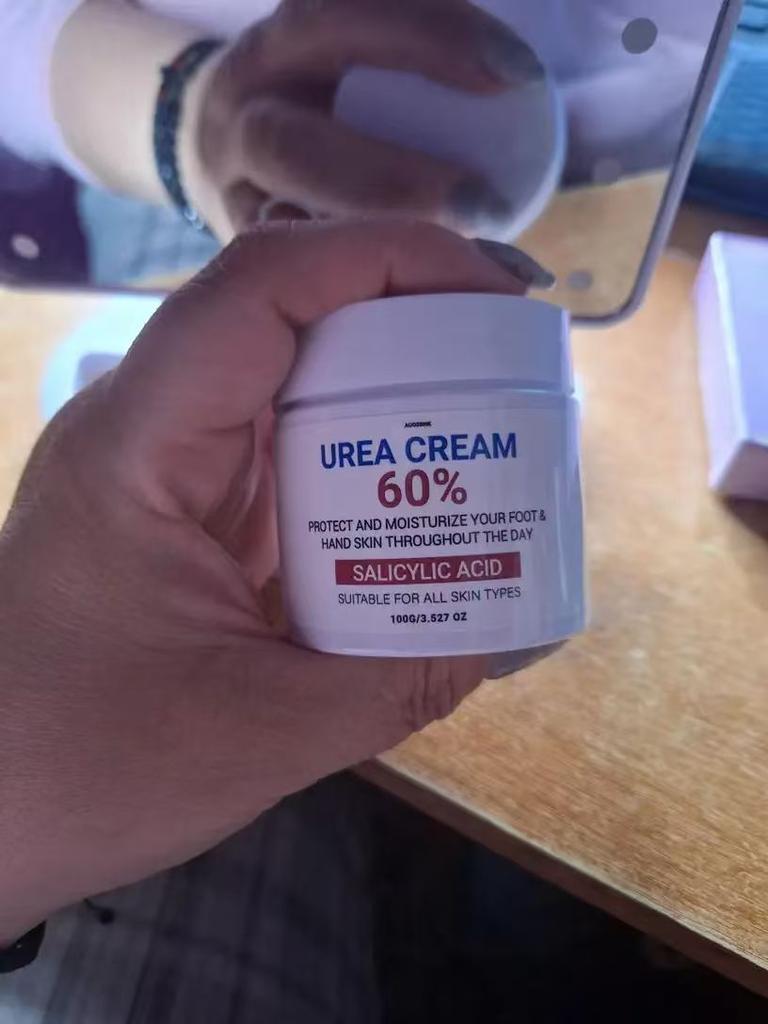 UREA CREAM
60%
PROTECT AND MOISTURIZE YOUR FOOT &
HAND SKIN THROUGHOUT THE DAY
SALICYLIC ACID
SUITABLE FOR ALL SKIN TYPES
100G/3.527 OZ